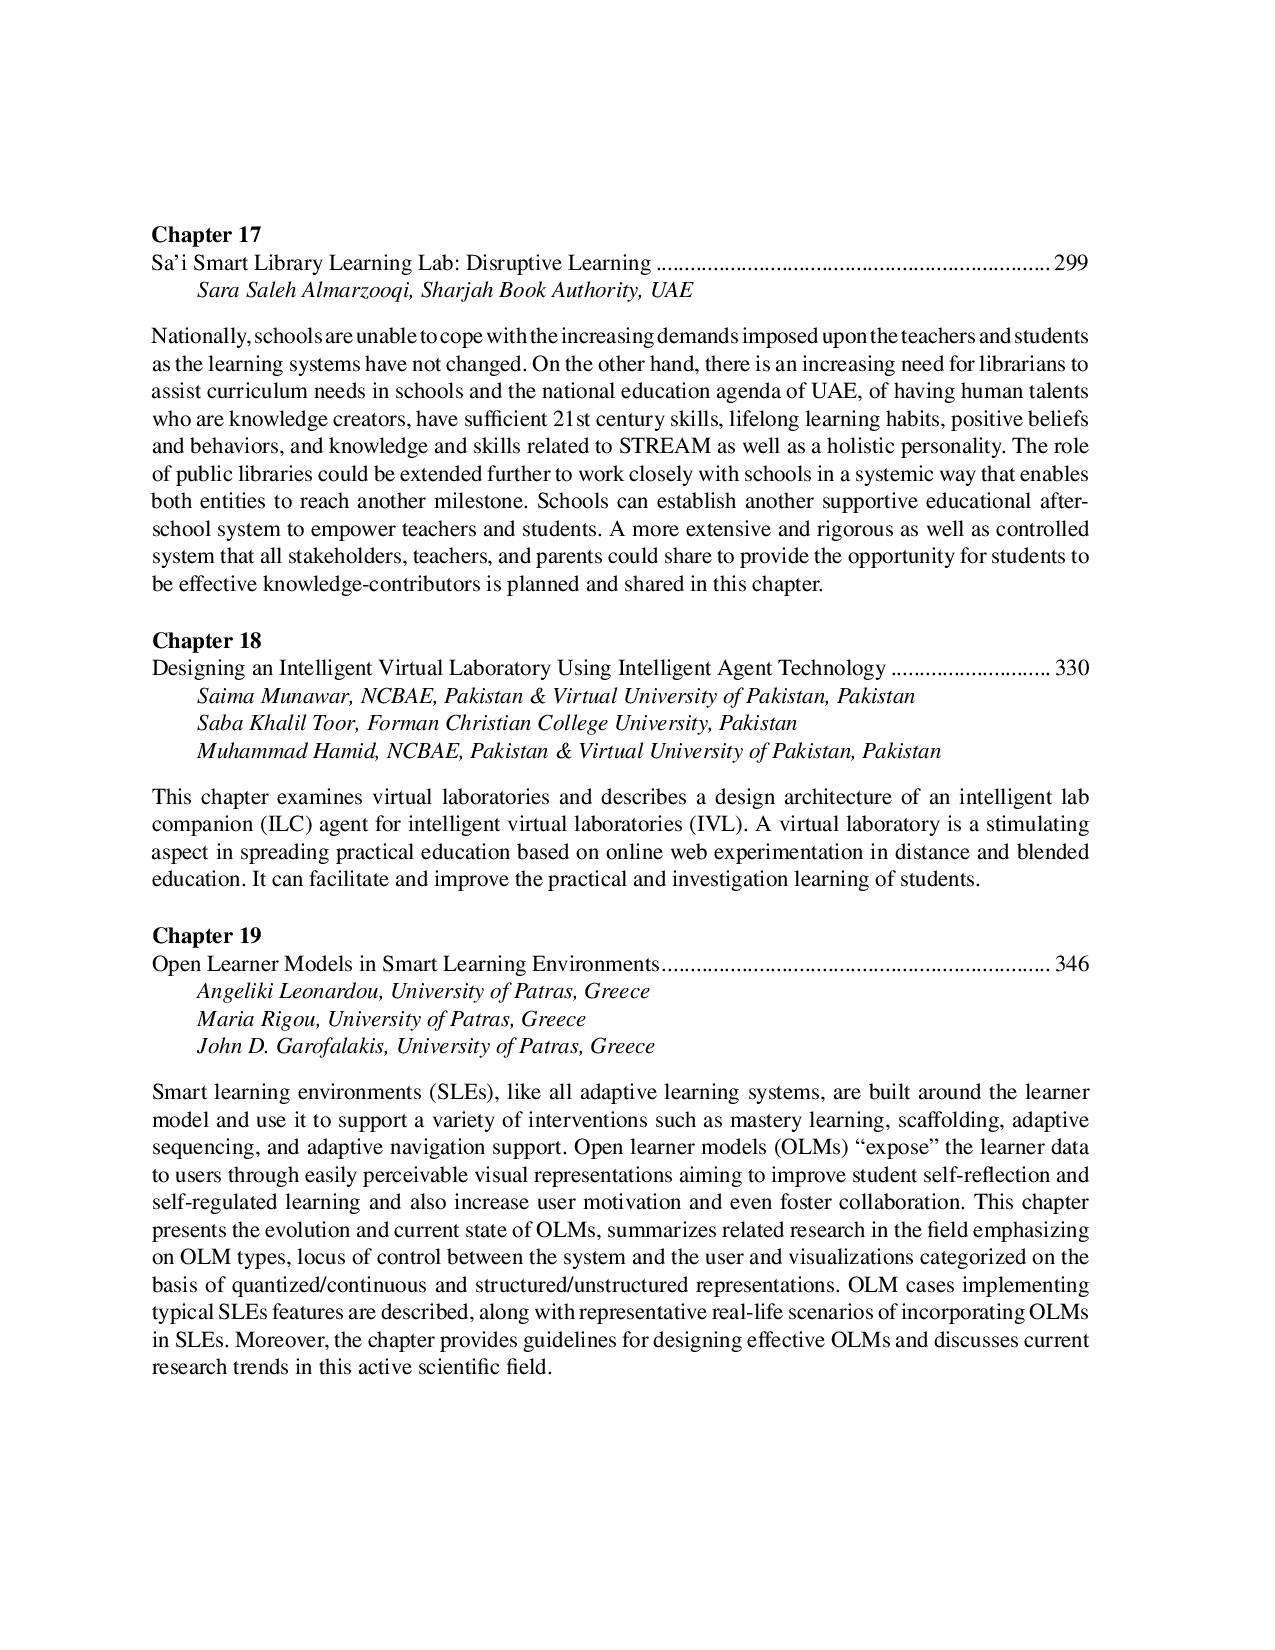 Chapter 17
Sa’i Smart Library Learning Lab: Disruptive Learning ..................................................................... 299
Sara Saleh Almarzooqi, Sharjah Book Authority, UAE
Nationally, schools are unable to cope with the increasing demands imposed upon the teachers and students
as the learning systems have not changed. On the other hand, there is an increasing need for librarians to
assist curriculum needs in schools and the national education agenda of UAE, of having human talents
who are knowledge creators, have sufficient 21st century skills, lifelong learning habits, positive beliefs
and behaviors, and knowledge and skills related to STREAM as well as a holistic personality. The role
of public libraries could be extended further to work closely with schools in a systemic way that enables
both entities to reach another milestone. Schools can establish another supportive educational after-
school system to empower teachers and students. A more extensive and rigorous as well as controlled
system that all stakeholders, teachers, and parents could share to provide the opportunity for students to
be effective knowledge-contributors is planned and shared in this chapter.
Chapter 18
Designing an Intelligent Virtual Laboratory Using Intelligent Agent Technology ............................ 330
Saima Munawar, NCBAE, Pakistan & Virtual University of Pakistan, Pakistan
Saba Khalil Toor, Forman Christian College University, Pakistan
Muhammad Hamid, NCBAE, Pakistan & Virtual University of Pakistan, Pakistan
This chapter examines virtual laboratories and describes a design architecture of an intelligent lab
companion (ILC) agent for intelligent virtual laboratories (IVL). A virtual laboratory is a stimulating
aspect in spreading practical education based on online web experimentation in distance and blended
education. It can facilitate and improve the practical and investigation learning of students.
Chapter 19
Open Learner Models in Smart Learning Environments.................................................................... 346
Angeliki Leonardou, University of Patras, Greece
Maria Rigou, University of Patras, Greece
John D. Garofalakis, University of Patras, Greece
Smart learning environments (SLEs), like all adaptive learning systems, are built around the learner
model and use it to support a variety of interventions such as mastery learning, scaffolding, adaptive
sequencing, and adaptive navigation support. Open learner models (OLMs) “expose” the learner data
to users through easily perceivable visual representations aiming to improve student self-reflection and
self-regulated learning and also increase user motivation and even foster collaboration. This chapter
presents the evolution and current state of OLMs, summarizes related research in the field emphasizing
on OLM types, locus of control between the system and the user and visualizations categorized on the
basis of quantized/continuous and structured/unstructured representations. OLM cases implementing
typical SLEs features are described, along with representative real-life scenarios of incorporating OLMs
in SLEs. Moreover, the chapter provides guidelines for designing effective OLMs and discusses current
research trends in this active scientific field.